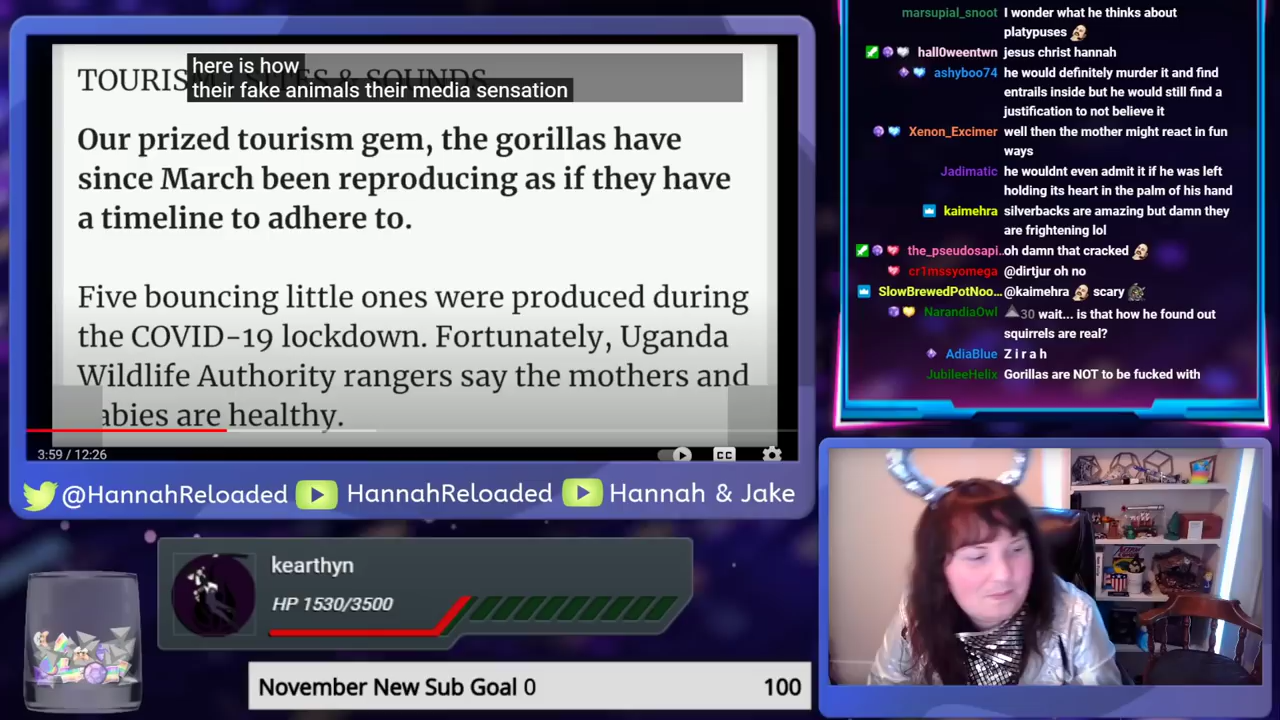 here is how
their fake animals their media sensation
TOURISM SITES & SOUNDS
Our prized tourism gem, the gorillas have
since March been reproducing as if they have
a timeline to adhere to.
Five bouncing little ones were produced during
the COVID-19 lockdown. Fortunately, Uganda
Wildlife Authority rangers say the mothers and
abies are healthy.
3:59 / 12:26
CC
@HannahReloaded HannahReloaded Hannah & Jake
kearthyn
HP 1530/3500
November New Sub Goal 0 100
marsupial_snoot I wonder what he thinks about
platypuses
hall0weentwn jesus christ hannah
ashyboo74 he would definitely murder it and find
entrails inside but he would still find a
justification to not believe it
Xenon_Excimer well then the mother might react in fun
ways
Jadimatic he wouldnt even admit it if he was left
holding its heart in the palm of his hand
kaimehra silverbacks are amazing but damn they
are frightening lol
the_pseudosapi... oh damn that cracked
cr1mssyomega @dirtjur oh no
SlowBrewedPotNoo... @kaimehra scary
NarandiaOwl 30 wait... is that how he found out
squirrels are real?
AdiaBlue Z i r a h
JubileeHelix Gorillas are NOT to be fucked with